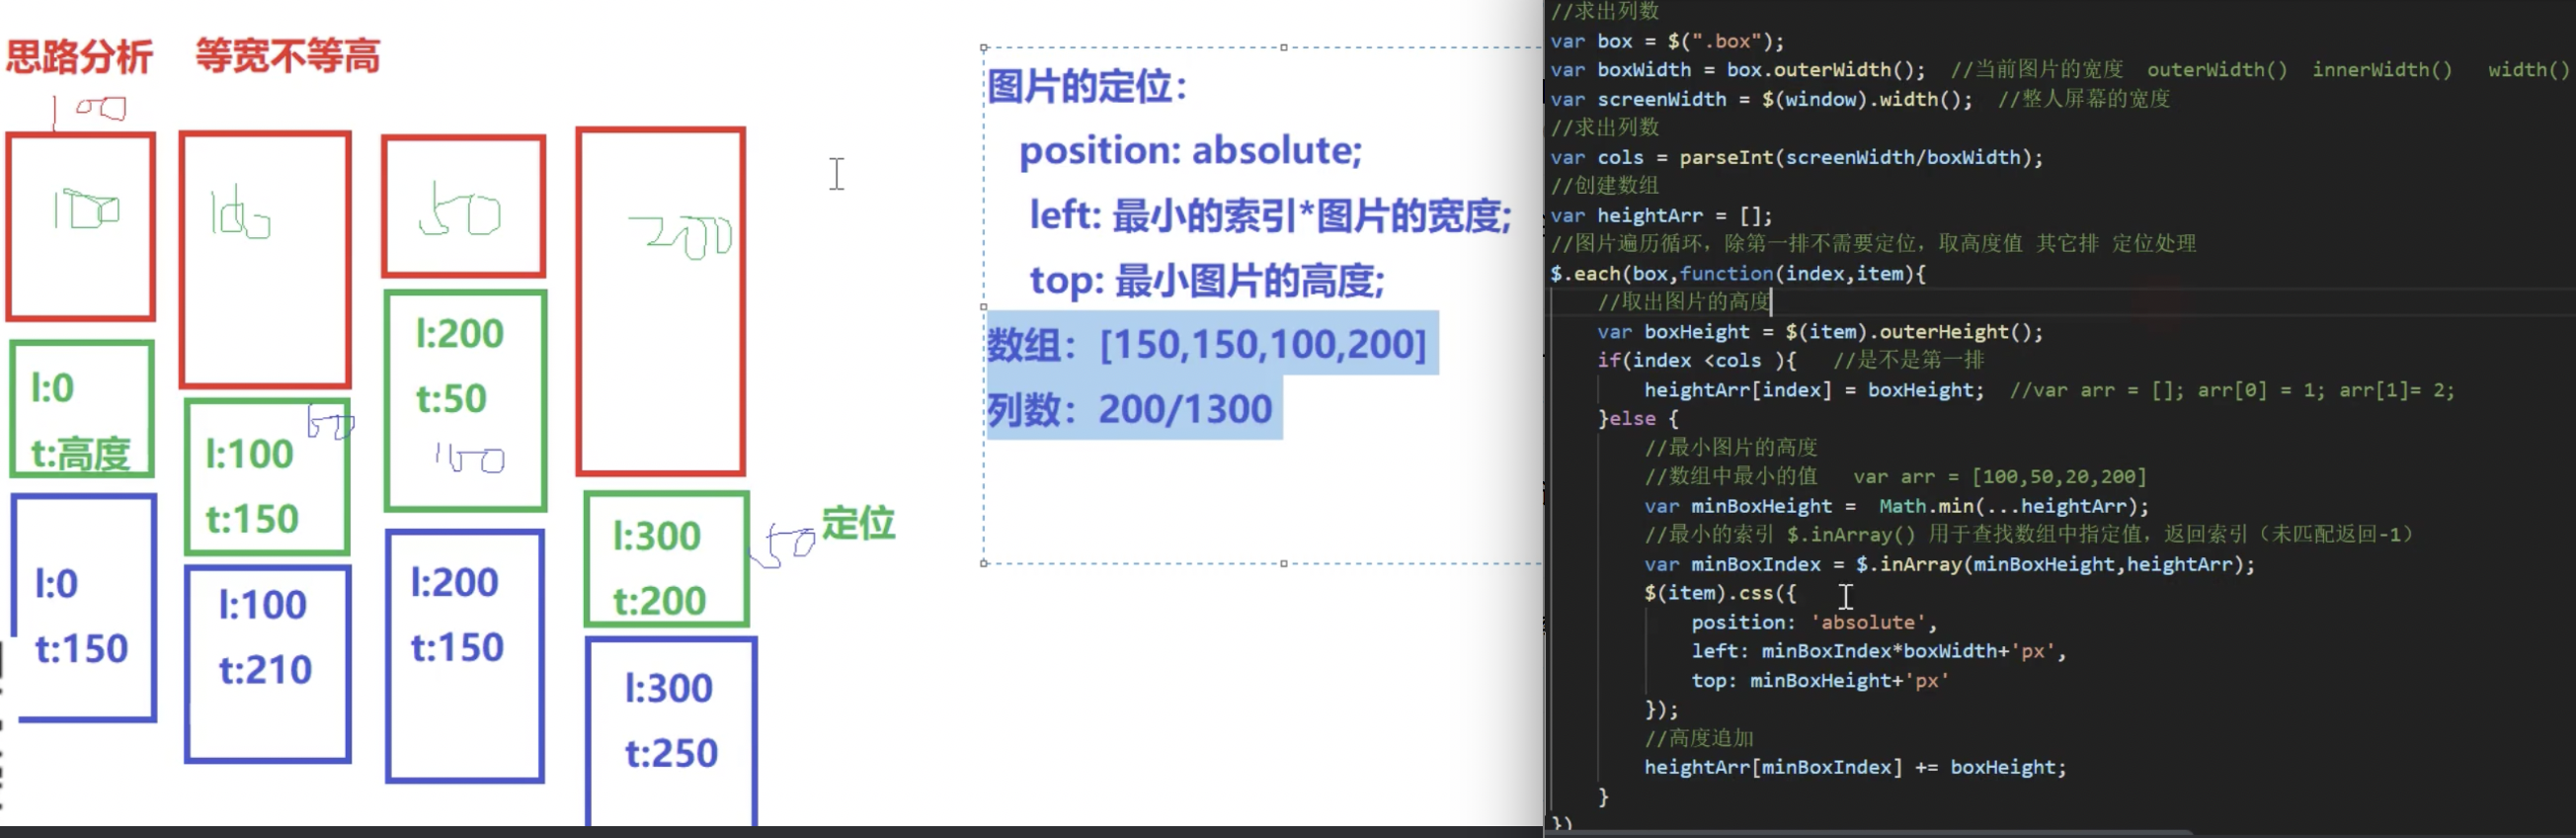 思路分析 等宽不等高
100
100
150
50
200
l:0
t:高度
l:100
t:150
50
l:200
t:50
l:300
t:200
50
定位
l:0
t:150
l:100
t:210
l:200
t:150
l:300
t:250
图片的定位：
position: absolute;
left: 最小的索引*图片的宽度;
top: 最小图片的高度;
数组：[150,150,100,200]
列数：200/1300
//求出列数
var box = $(".box");
var boxWidth = box.outerWidth(); //当前图片的宽度 outerWidth() innerWidth() width()
var screenWidth = $(window).width(); //整人屏幕的宽度
//求出列数
var cols = parseInt(screenWidth/boxWidth);
//创建数组
var heightArr = [];
//图片遍历循环，除第一排不需要定位，取高度值 其它排 定位处理
$.each(box,function(index,item){
//取出图片的高度
var boxHeight = $(item).outerHeight();
if(index <cols ){ //是不是第一排
heightArr[index] = boxHeight; //var arr = []; arr[0] = 1; arr[1]= 2;
}else {
//最小图片的高度
//数组中最小的值 var arr = [100,50,20,200]
var minBoxHeight = Math.min(...heightArr);
//最小的索引 $.inArray() 用于查找数组中指定值，返回索引（未匹配返回-1）
var minBoxIndex = $.inArray(minBoxHeight,heightArr);
$(item).css({
position: 'absolute',
left: minBoxIndex*boxWidth+'px',
top: minBoxHeight+'px'
});
//高度追加
heightArr[minBoxIndex] += boxHeight;
}
})